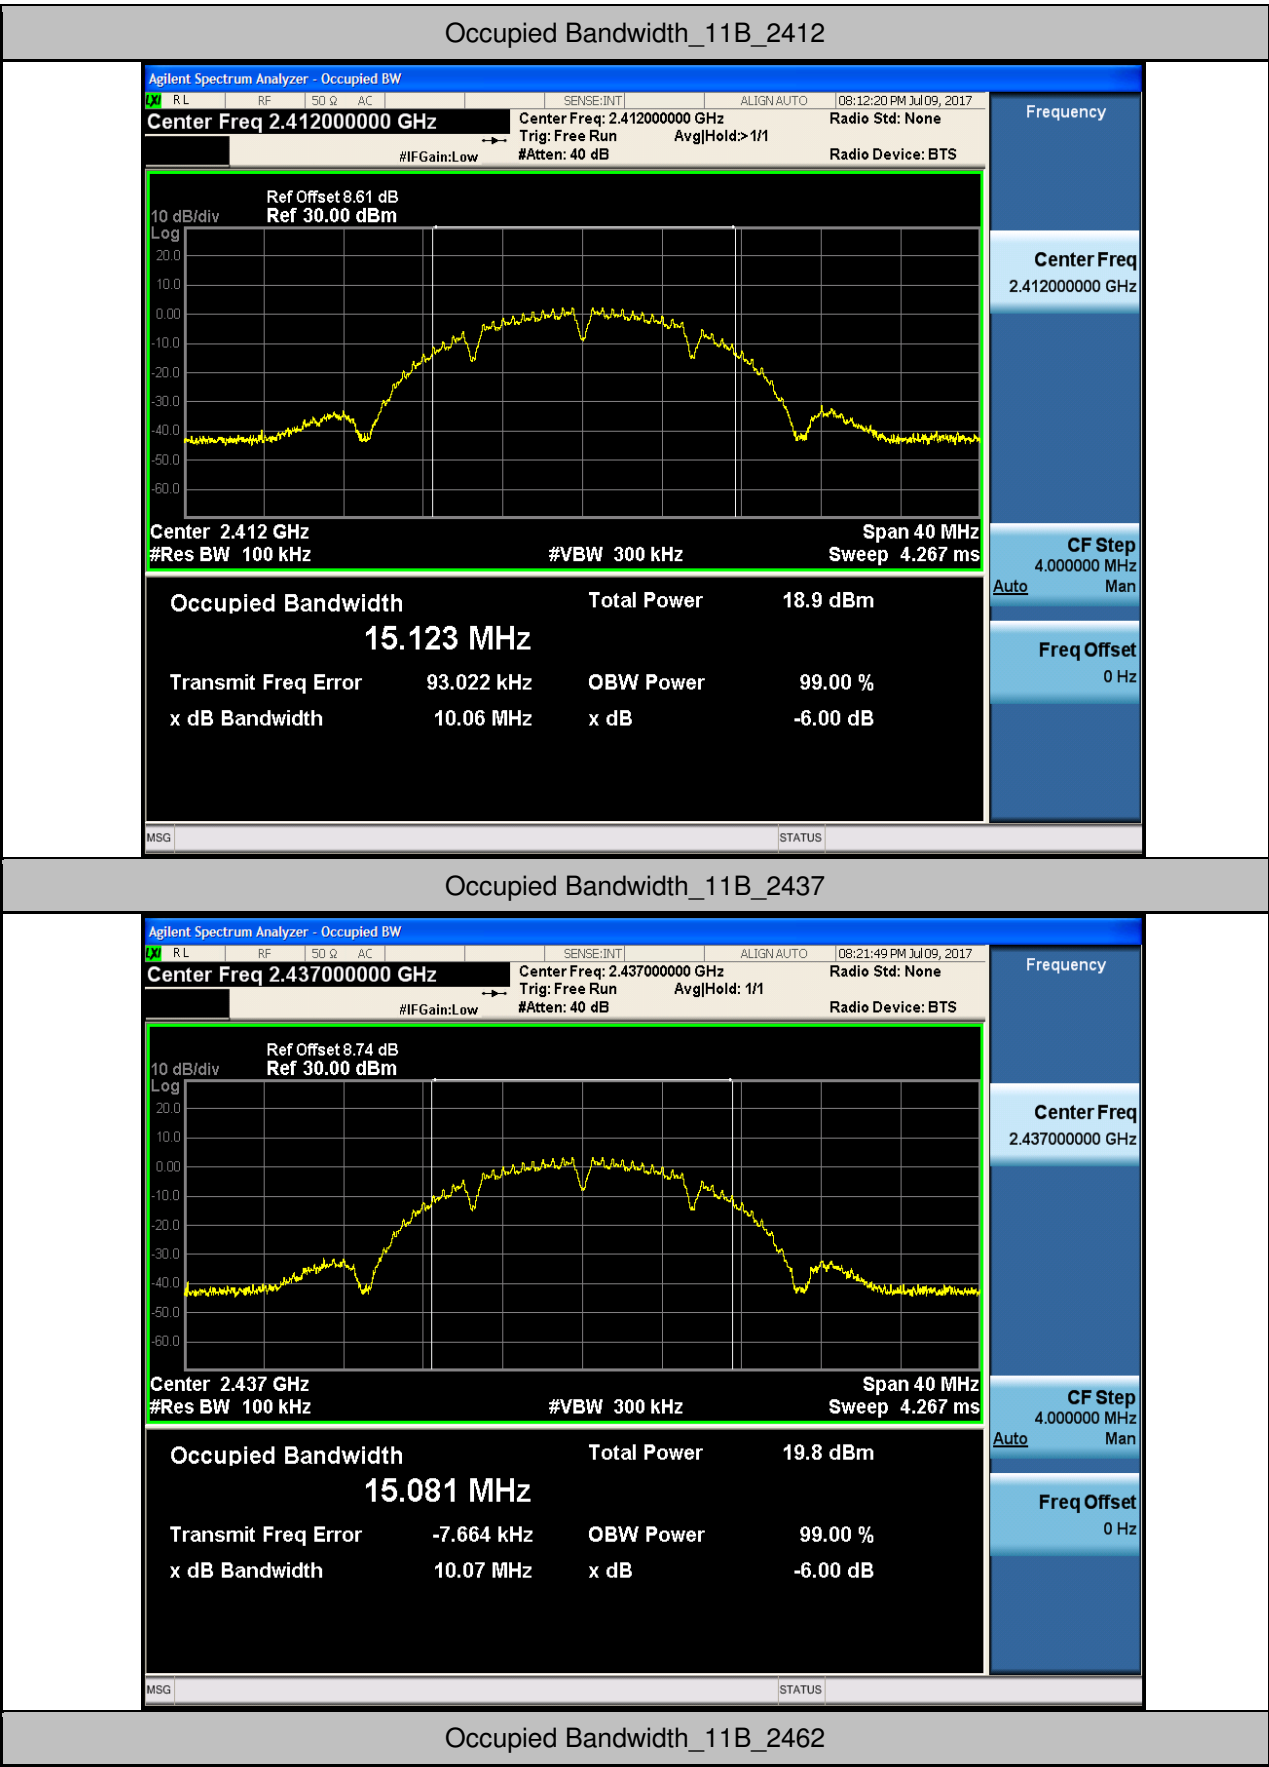 Occupied Bandwidth_11B_2412
Agilent Spectrum Analyzer - Occupied BW
LXI RL RF 50 Ω AC SENSE:INT ALIGN AUTO 08:12:20 PM Jul 09, 2017
Center Freq 2.412000000 GHz
Center Freq: 2.412000000 GHz
Radio Std: None
Trig: Free Run Avg|Hold:>1/1
#IFGain:Low #Atten: 40 dB Radio Device: BTS
Frequency
Ref Offset 8.61 dB
10 dB/div Ref 30.00 dBm
Log
20.0
10.0
0.00
-10.0
-20.0
-30.0
-40.0
-50.0
-60.0
Center 2.412 GHz Span 40 MHz
#Res BW 100 kHz #VBW 300 kHz Sweep 4.267 ms
Center Freq
2.412000000 GHz
CF Step
4.000000 MHz
Auto Man
Freq Offset
0 Hz
Occupied Bandwidth Total Power 18.9 dBm
15.123 MHz
Transmit Freq Error 93.022 kHz OBW Power 99.00 %
x dB Bandwidth 10.06 MHz x dB -6.00 dB
MSG STATUS
Occupied Bandwidth_11B_2437
Agilent Spectrum Analyzer - Occupied BW
LXI RL RF 50 Ω AC SENSE:INT ALIGN AUTO 08:21:49 PM Jul 09, 2017
Center Freq 2.437000000 GHz
Center Freq: 2.437000000 GHz
Radio Std: None
Trig: Free Run Avg|Hold: 1/1
#IFGain:Low #Atten: 40 dB Radio Device: BTS
Frequency
Ref Offset 8.74 dB
10 dB/div Ref 30.00 dBm
Log
20.0
10.0
0.00
-10.0
-20.0
-30.0
-40.0
-50.0
-60.0
Center 2.437 GHz Span 40 MHz
#Res BW 100 kHz #VBW 300 kHz Sweep 4.267 ms
Center Freq
2.437000000 GHz
CF Step
4.000000 MHz
Auto Man
Freq Offset
0 Hz
Occupied Bandwidth Total Power 19.8 dBm
15.081 MHz
Transmit Freq Error -7.664 kHz OBW Power 99.00 %
x dB Bandwidth 10.07 MHz x dB -6.00 dB
MSG STATUS
Occupied Bandwidth_11B_2462